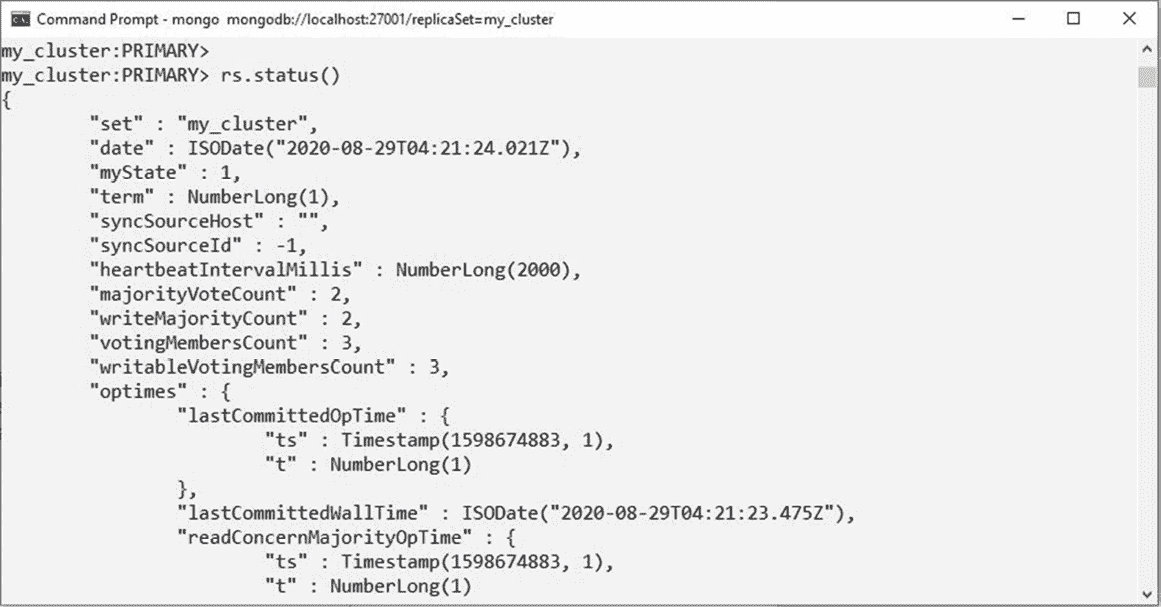 Command Prompt - mongo mongodb://localhost:27001/replicaSet=my_cluster
my_cluster:PRIMARY>
my_cluster:PRIMARY> rs.status()
{
        "set" : "my_cluster",
        "date" : ISODate("2020-08-29T04:21:24.021Z"),
        "myState" : 1,
        "term" : NumberLong(1),
        "syncSourceHost" : "",
        "syncSourceId" : -1,
        "heartbeatIntervalMillis" : NumberLong(2000),
        "majorityVoteCount" : 2,
        "writeMajorityCount" : 2,
        "votingMembersCount" : 3,
        "writableVotingMembersCount" : 3,
        "optimes" : {
                "lastCommittedOpTime" : {
                        "ts" : Timestamp(1598674883, 1),
                        "t" : NumberLong(1)
                },
                "lastCommittedWallTime" : ISODate("2020-08-29T04:21:23.475Z"),
                "readConcernMajorityOpTime" : {
                        "ts" : Timestamp(1598674883, 1),
                        "t" : NumberLong(1)